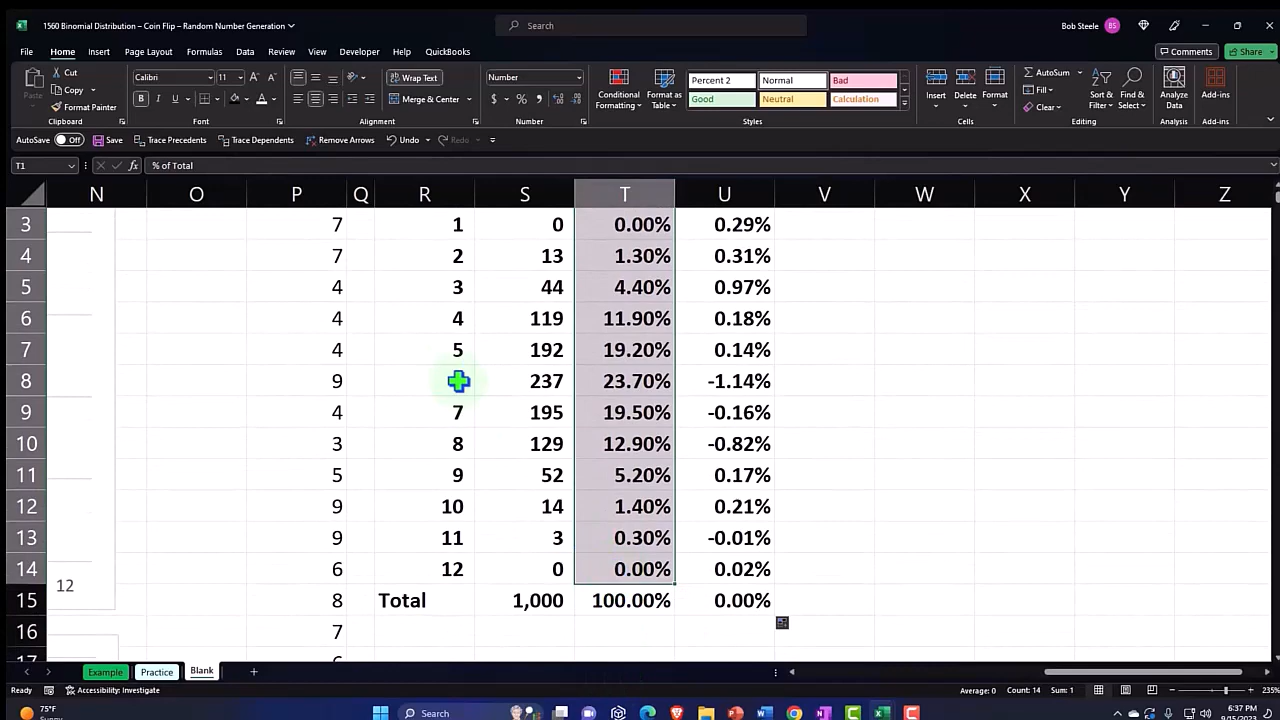 1560 Binomial Distribution – Coin Flip – Random Number Generation
Search
Bob Steele BS
File Home Insert Page Layout Formulas Data Review View Developer Help QuickBooks
Comments Share
Paste Cut Copy Format Painter
Calibri 11
B U A
Wrap Text
Merge & Center
Number
$ % 9
Conditional Formatting Format as Table
Percent 2 Normal Bad
Good Neutral Calculation
Insert Delete Format
AutoSum Fill Clear
Sort & Filter Find & Select
Analyze Data
Add-ins
Clipboard Font Alignment Number Styles Cells Editing Analysis Add-ins
AutoSave Off Save Trace Precedents Trace Dependents Remove Arrows Undo Redo
T1 fx % of Total
N O P Q R S T U V W X Y Z
3 7 1 0 0.00% 0.29%
4 7 2 13 1.30% 0.31%
5 4 3 44 4.40% 0.97%
6 4 4 119 11.90% 0.18%
7 4 5 192 19.20% 0.14%
8 9 237 23.70% -1.14%
9 4 7 195 19.50% -0.16%
10 3 8 129 12.90% -0.82%
11 5 9 52 5.20% 0.17%
12 9 10 14 1.40% 0.21%
13 9 11 3 0.30% -0.01%
14 12 6 12 0 0.00% 0.02%
15 8 Total 1,000 100.00% 0.00%
16 7
17 6
Example Practice Blank
Ready Accessibility: Investigate Average: 0 Count: 14 Sum: 1 235%
75°F
Sunny
Search
6:37 PM
9/15/2023